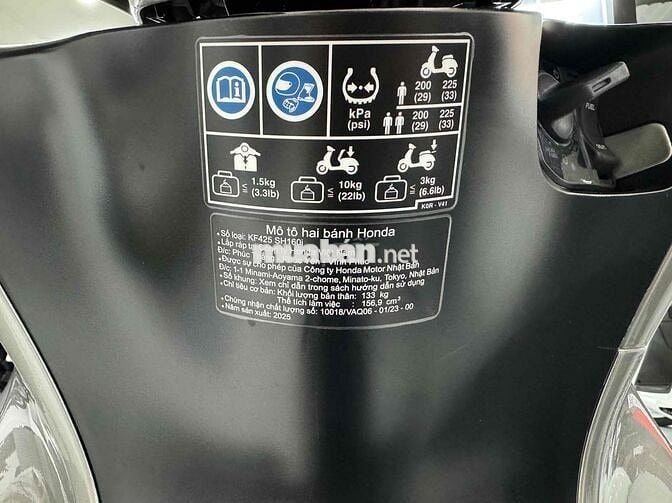 kPa
(psi)
200 225
(29) (33)
200 225
(29) (33)
≤ 1.5kg
(3.3lb)
≤ 10kg
(22lb)
≤ 3kg
(6.6lb)
K0R - V41
FUEL
Mô tô hai bánh Honda
Số loại: KF425 SH160i
Lắp ráp tại
muaban.net
Đ/c: Phúc
Được sự cho phép của Công ty Honda Motor Nhật Bản
Đ/c: 1-1 Minami-Aoyama 2-chome, Minato-ku, Tokyo, Nhật Bản
Số khung: Xem chỉ dẫn trong sách hướng dẫn sử dụng
Chỉ tiêu cơ bản: Khối lượng bản thân: 133 kg
Thể tích làm việc : 156,9 cm³
Chứng nhận chất lượng số: 10018/VAQ06 - 01/23 - 00
Năm sản xuất: 2025